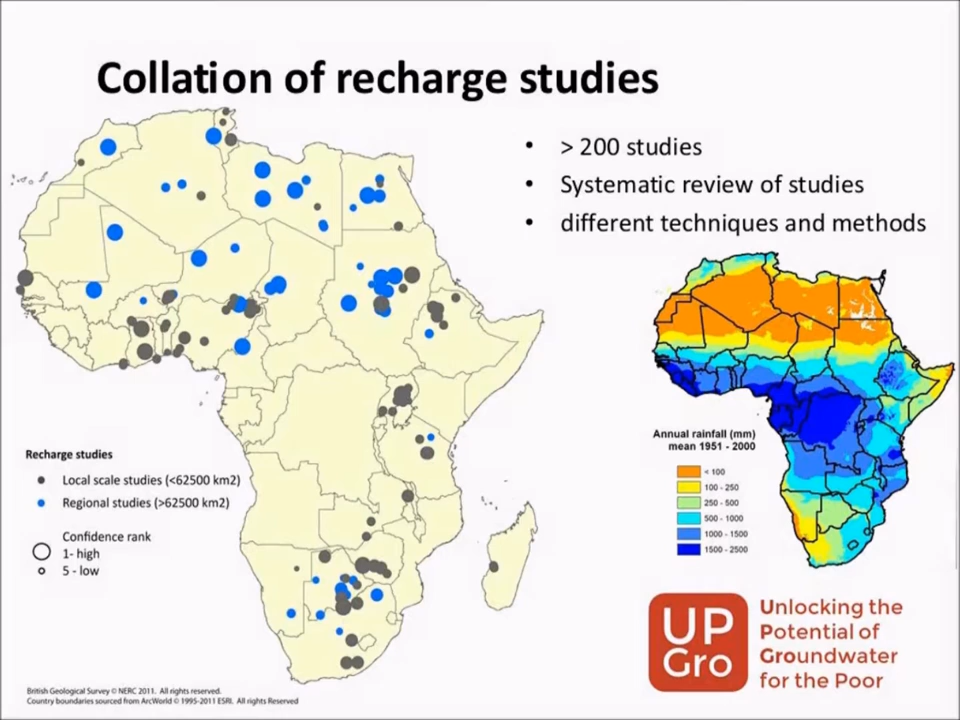 Collation of recharge studies
• > 200 studies
• Systematic review of studies
• different techniques and methods
Recharge studies
Local scale studies (<62500 km2)
Regional studies (>62500 km2)
Confidence rank
1- high
5 - low
Annual rainfall (mm)
mean 1951 - 2000
< 100
100 - 250
250 - 500
500 - 1000
1000 - 1500
1500 - 2500
UP
Gro
Unlocking the
Potential of
Groundwater
for the Poor
British Geological Survey © NERC 2011. All rights reserved.
Country boundaries sourced from ArcWorld © 1995-2011 ESRI. All rights Reserved